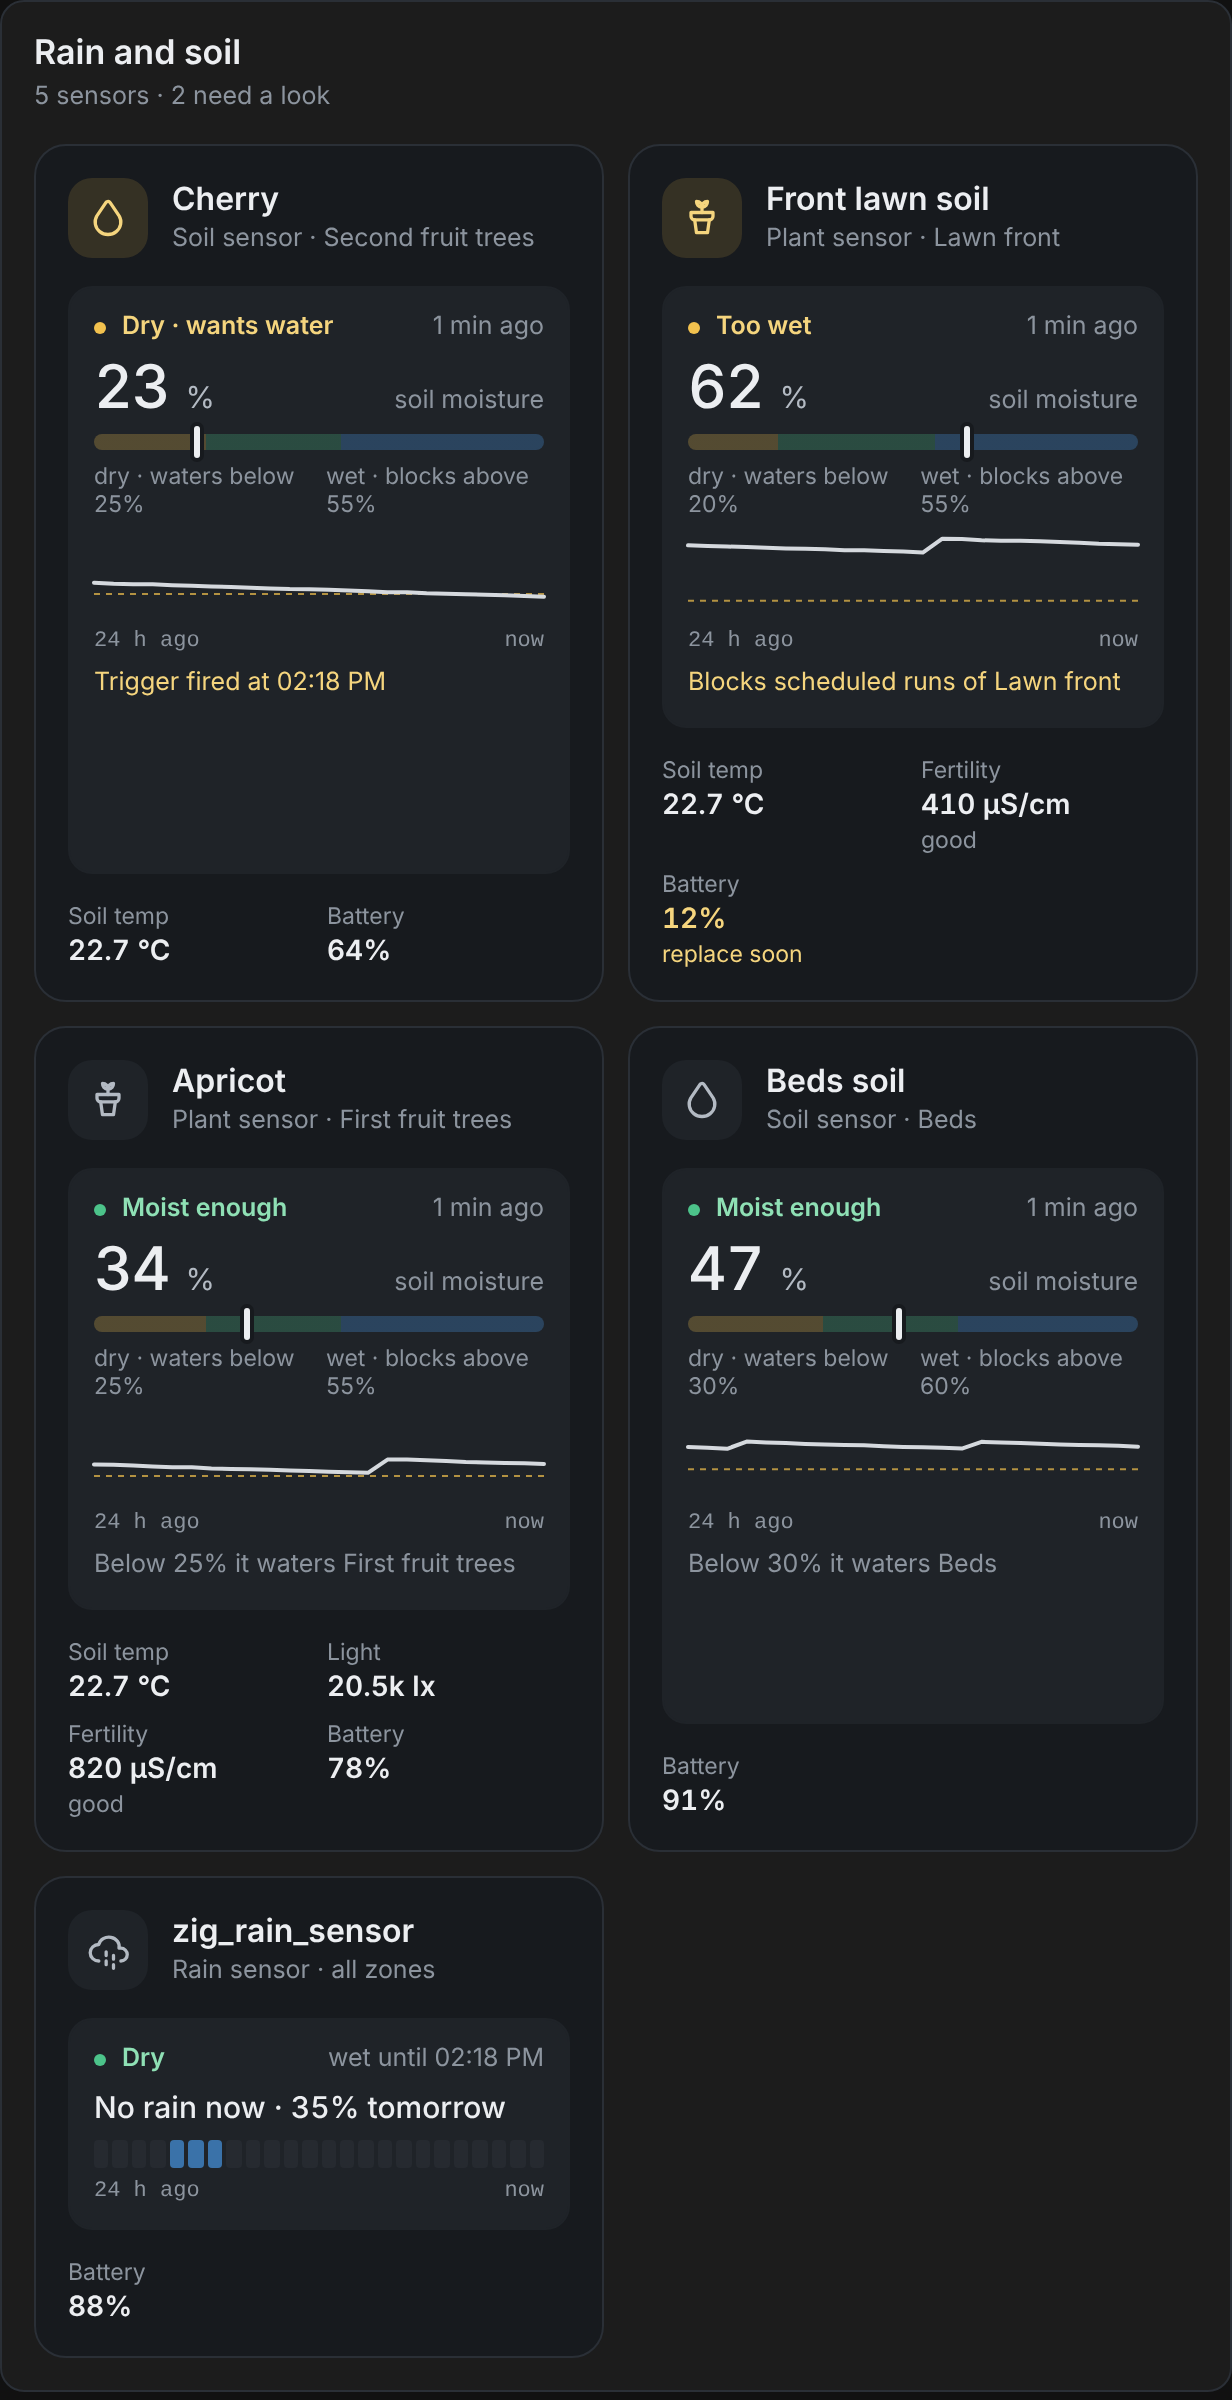 Rain and soil
5 sensors · 2 need a look
Cherry
Soil sensor · Second fruit trees
Dry · wants water
1 min ago
23 %
soil moisture
dry · waters below 25%
wet · blocks above 55%
24 h ago
now
Trigger fired at 02:18 PM
Soil temp
22.7 °C
Battery
64%
Front lawn soil
Plant sensor · Lawn front
Too wet
1 min ago
62 %
soil moisture
dry · waters below 20%
wet · blocks above 55%
24 h ago
now
Blocks scheduled runs of Lawn front
Soil temp
22.7 °C
Fertility
410 µS/cm
good
Battery
12%
replace soon
Apricot
Plant sensor · First fruit trees
Moist enough
1 min ago
34 %
soil moisture
dry · waters below 25%
wet · blocks above 55%
24 h ago
now
Below 25% it waters First fruit trees
Soil temp
22.7 °C
Light
20.5k lx
Fertility
820 µS/cm
good
Battery
78%
Beds soil
Soil sensor · Beds
Moist enough
1 min ago
47 %
soil moisture
dry · waters below 30%
wet · blocks above 60%
24 h ago
now
Below 30% it waters Beds
Battery
91%
zig_rain_sensor
Rain sensor · all zones
Dry
wet until 02:18 PM
No rain now · 35% tomorrow
24 h ago
now
Battery
88%